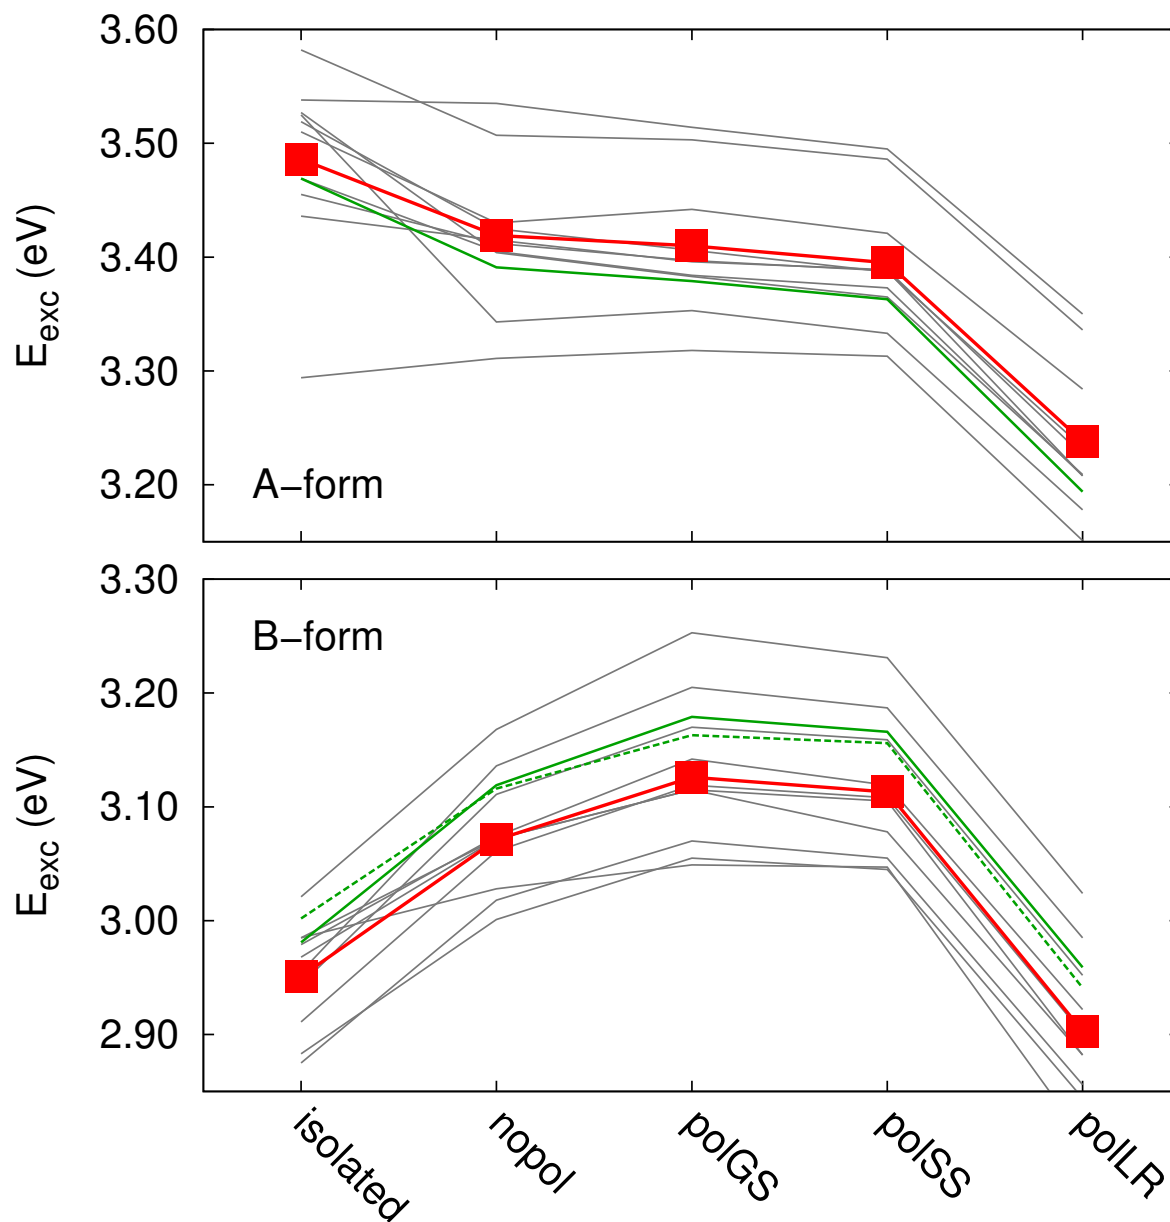 3.60
3.50
3.40
3.30
3.20
E_exc (eV)
A−form
3.30
3.20
3.10
3.00
2.90
E_exc (eV)
B−form
isolated
nopol
polGS
polSS
polLR